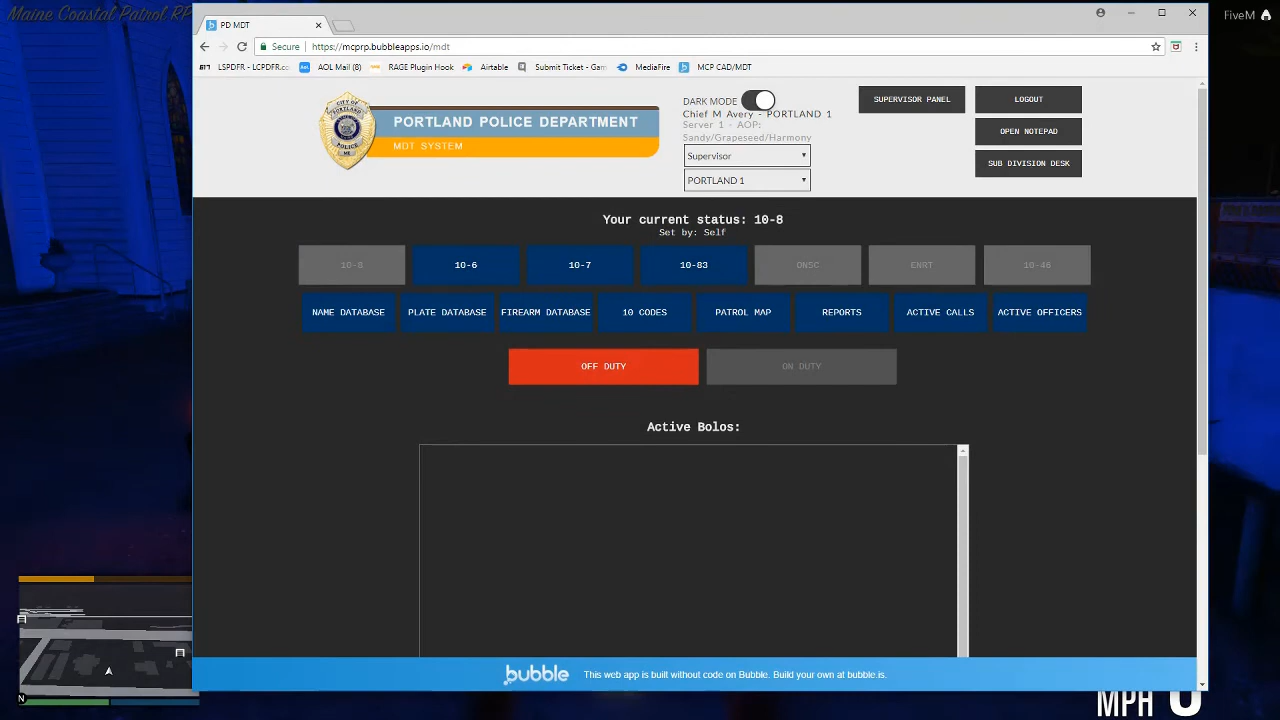 Maine Coastal Patrol RP
FiveM
PD MDT
Secure
https://mcprp.bubbleapps.io/mdt
LSPDFR - LCPDFR.co
AOL Mail (8)
RAGE Plugin Hook
Airtable
Submit Ticket - Gam
MediaFire
MCP CAD/MDT
PORTLAND POLICE DEPARTMENT
MDT SYSTEM
DARK MODE
Chief M Avery - PORTLAND 1
Server 1 - AOP:
Sandy/Grapeseed/Harmony
Supervisor
PORTLAND 1
SUPERVISOR PANEL
LOGOUT
OPEN NOTEPAD
SUB DIVISION DESK
Your current status: 10-8
Set by: Self
10-8
10-6
10-7
10-83
ONSC
ENRT
10-46
NAME DATABASE
PLATE DATABASE
FIREARM DATABASE
10 CODES
PATROL MAP
REPORTS
ACTIVE CALLS
ACTIVE OFFICERS
OFF DUTY
ON DUTY
Active Bolos:
bubble
This web app is built without code on Bubble. Build your own at bubble.is.
N
MPH 0